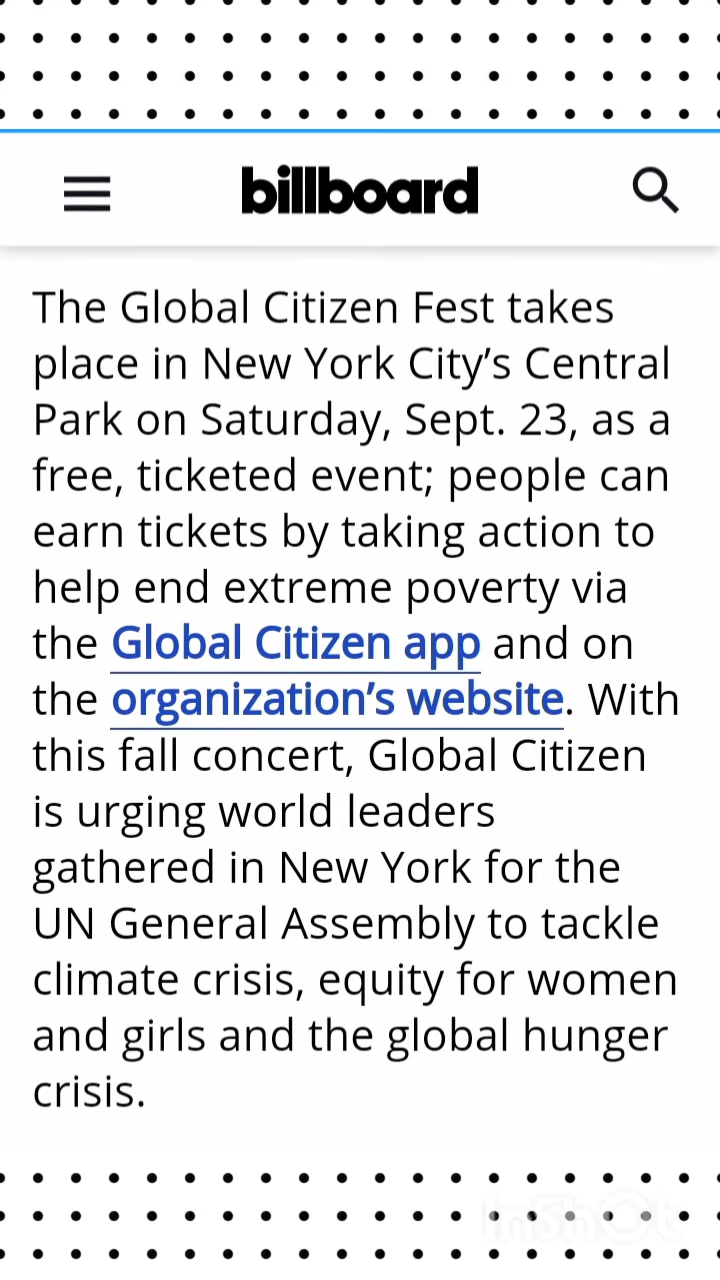 billboard
The Global Citizen Fest takes
place in New York City’s Central
Park on Saturday, Sept. 23, as a
free, ticketed event; people can
earn tickets by taking action to
help end extreme poverty via
the Global Citizen app and on
the organization’s website. With
this fall concert, Global Citizen
is urging world leaders
gathered in New York for the
UN General Assembly to tackle
climate crisis, equity for women
and girls and the global hunger
crisis.
InShOt